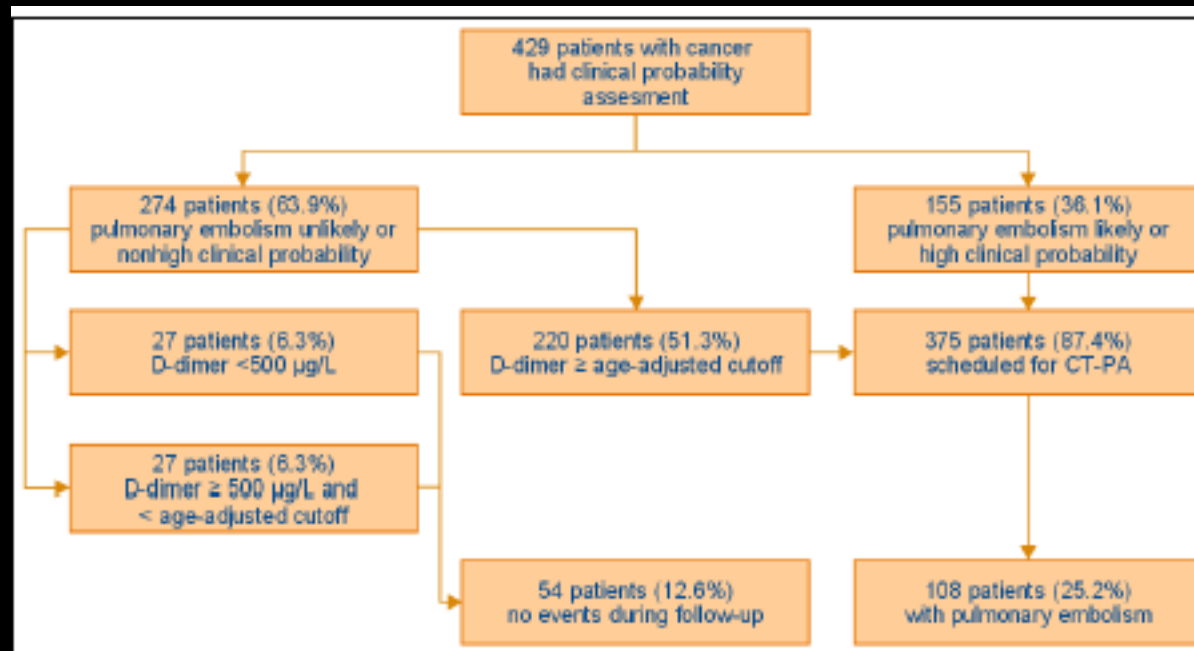 429 patients with cancer
had clinical probability
assesment
274 patients (63.9%)
pulmonary embolism unlikely or
nonhigh clinical probability
155 patients (36.1%)
pulmonary embolism likely or
high clinical probability
27 patients (6.3%)
D-dimer <500 µg/L
220 patients (51.3%)
D-dimer ≥ age-adjusted cutoff
375 patients (87.4%)
scheduled for CT-PA
27 patients (6.3%)
D-dimer ≥ 500 µg/L and
< age-adjusted cutoff
54 patients (12.6%)
no events during follow-up
108 patients (25.2%)
with pulmonary embolism